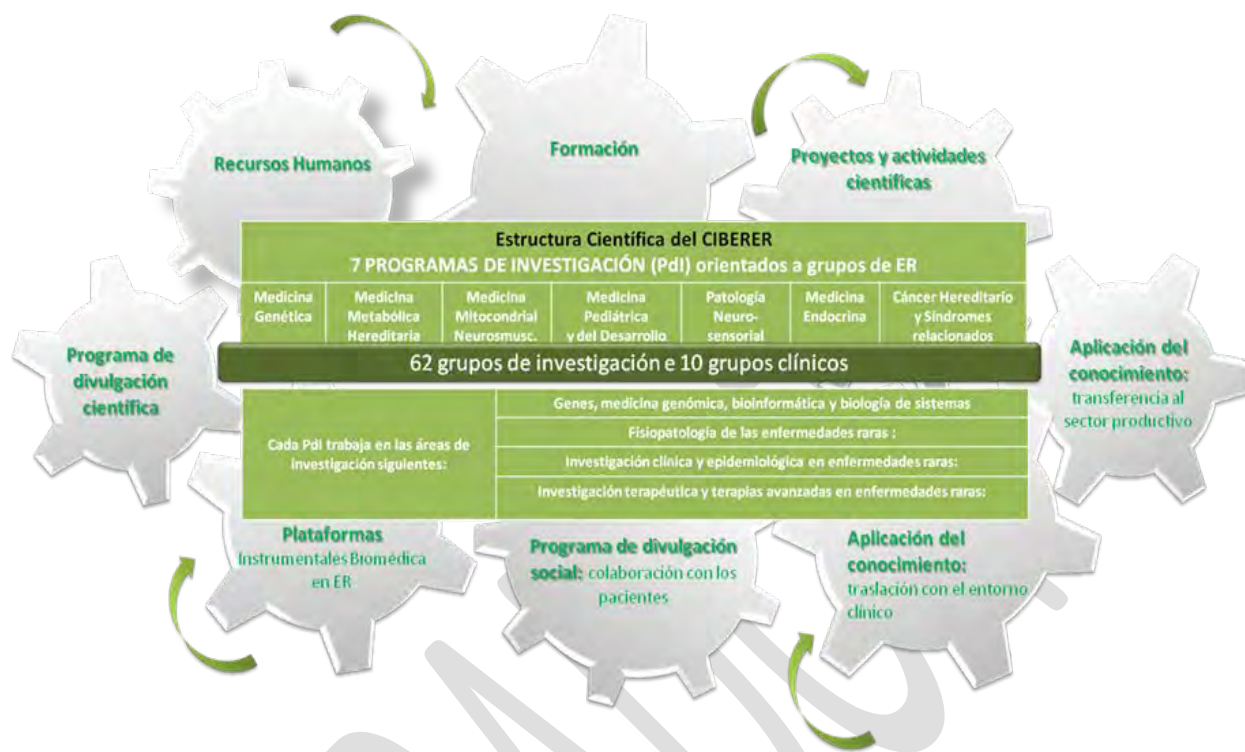 Recursos Humanos
Formación
Proyectos y actividades
científicas
Estructura Científica del CIBERER
7 PROGRAMAS DE INVESTIGACIÓN (PdI) orientados a grupos de ER
Medicina
Genética
Medicina
Metabólica
Hereditaria
Medicina
Mitocondrial
Neurosmusc.
Medicina
Pediátrica
y del Desarrollo
Patología
Neuro-
sensorial
Medicina
Endocrina
Cáncer Hereditario
y Síndromes
relacionados
62 grupos de investigación e 10 grupos clínicos
Programa de
divulgación
científica
Aplicación del
conocimiento:
transferencia al
sector productivo
Cada PdI trabaja en las áreas de
investigación siguientes:
Genes, medicina genómica, bioinformática y biología de sistemas
Fisiopatología de las enfermedades raras :
Investigación clínica y epidemiológica en enfermedades raras:
Investigación terapéutica y terapias avanzadas en enfermedades raras:
Plataformas
Instrumentales Biomédica
en ER
Programa de divulgación
social: colaboración con los
pacientes
Aplicación del
conocimiento:
traslación con el entorno
clínico